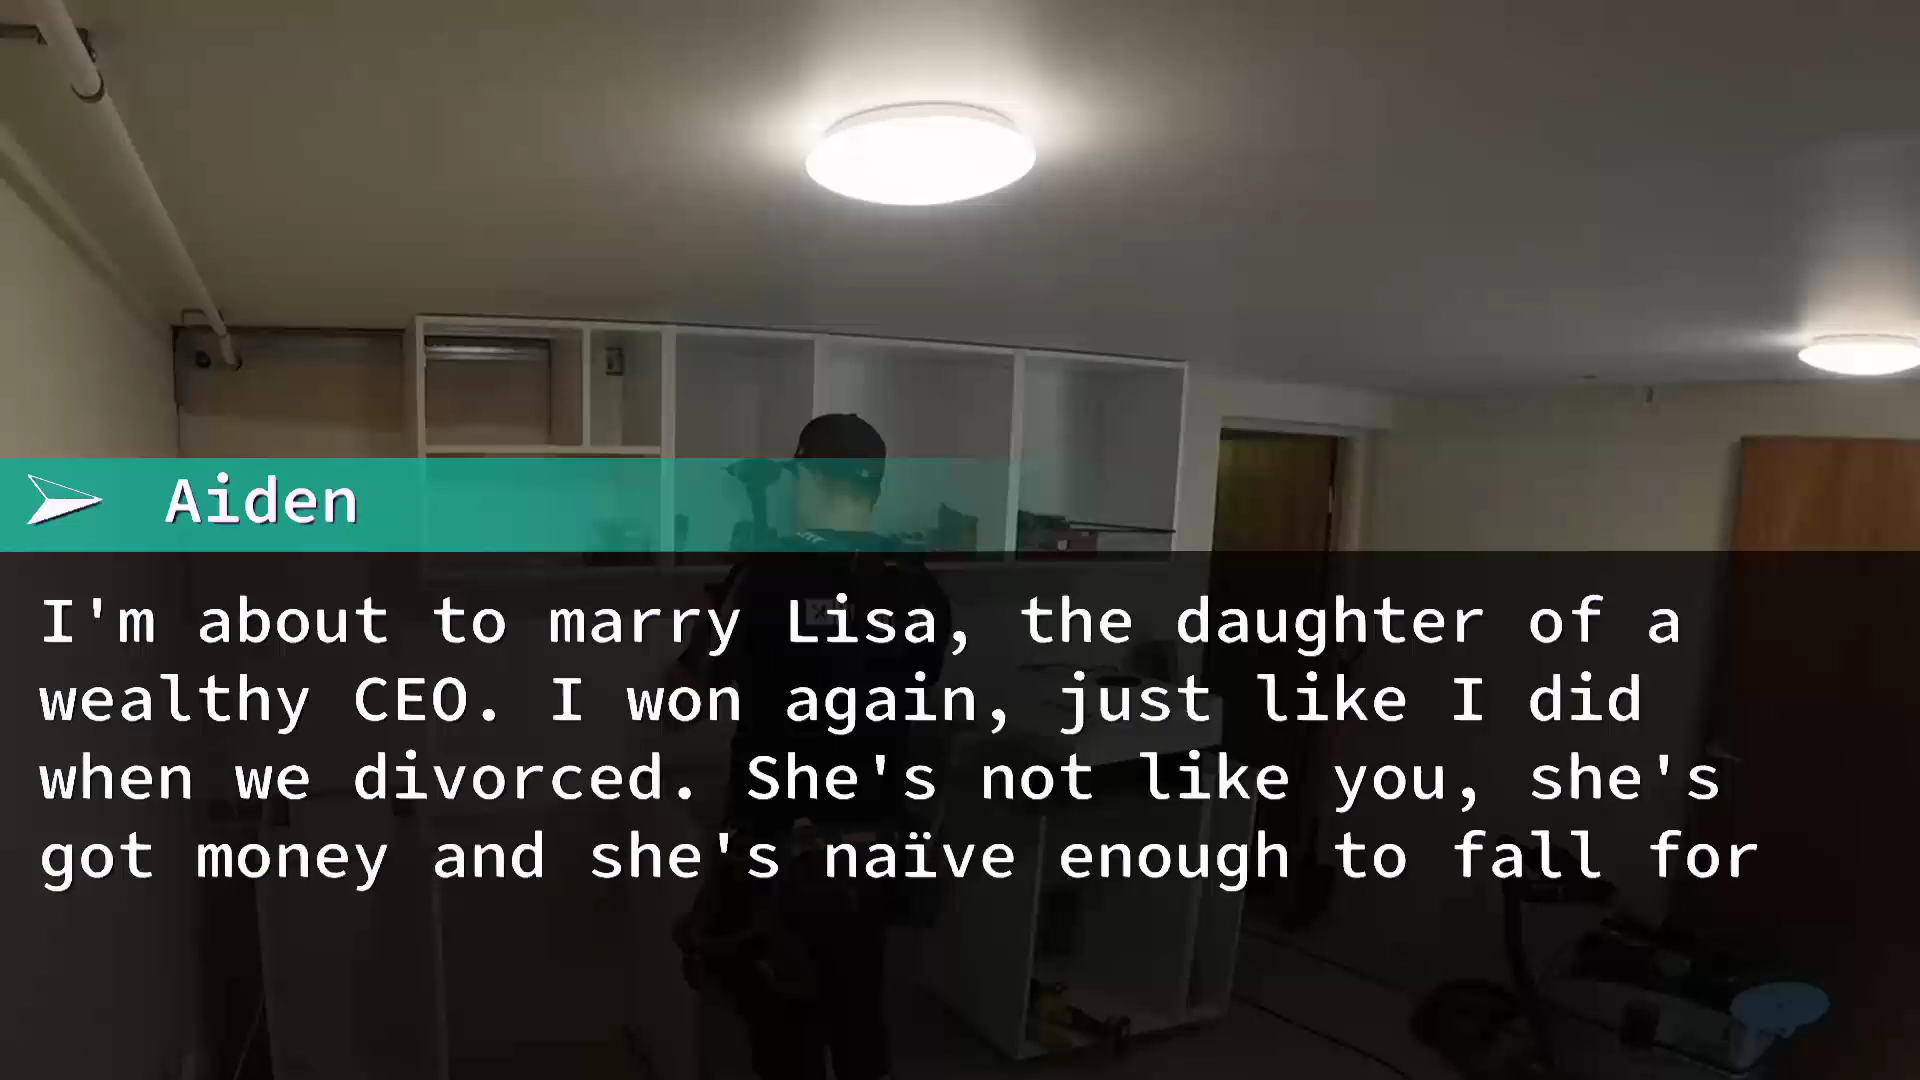 Aiden
I'm about to marry Lisa, the daughter of a
wealthy CEO. I won again, just like I did
when we divorced. She's not like you, she's
got money and she's naïve enough to fall for